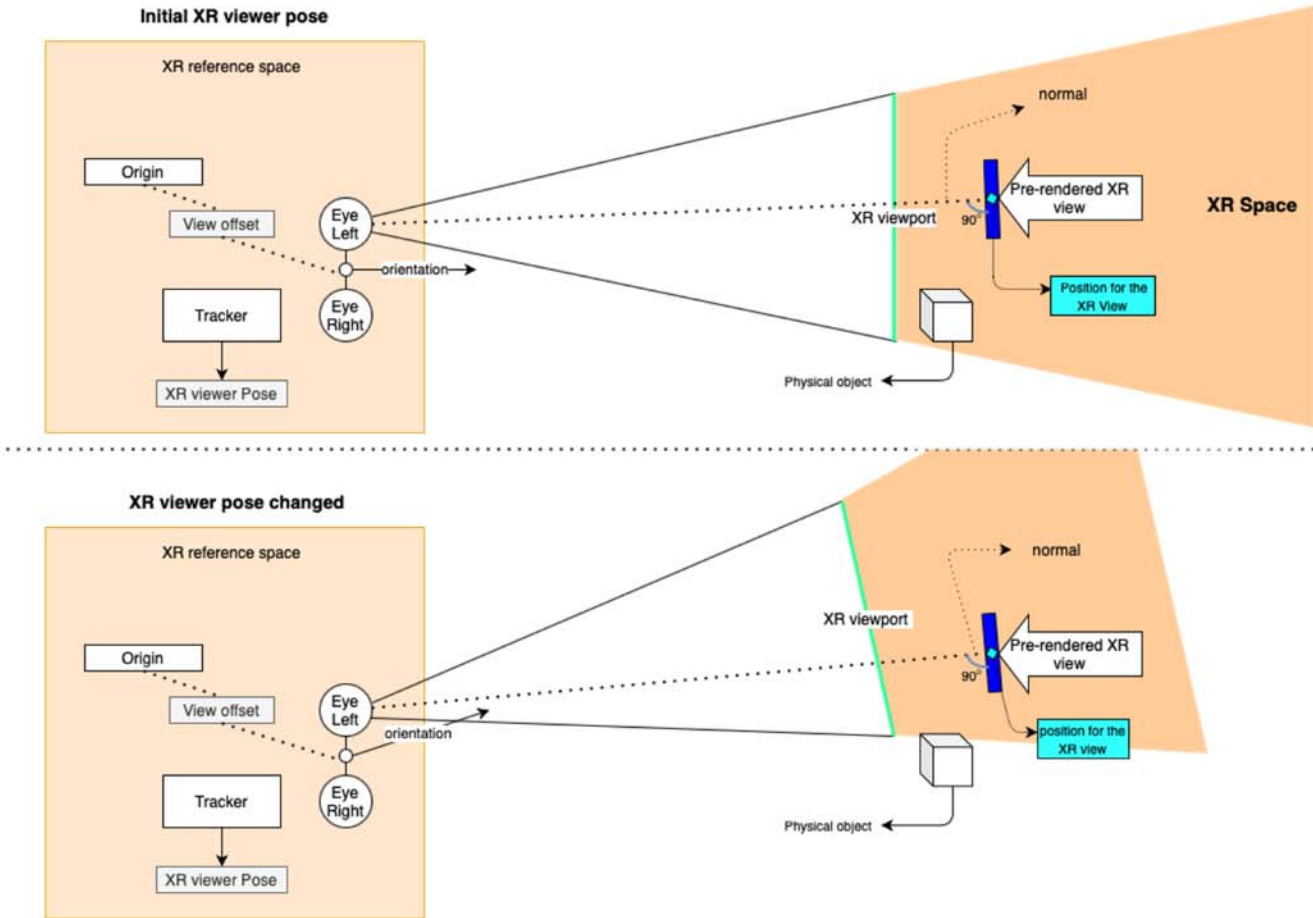 Initial XR viewer pose
XR reference space
normal
Origin
Pre-rendered XR
view
XR Space
View offset
Eye
Left
XR viewport
90°
orientation
Position for the
XR View
Tracker
Eye
Right
Physical object
XR viewer Pose
XR viewer pose changed
XR reference space
normal
XR viewport
Origin
Pre-rendered XR
view
90°
View offset
Eye
Left
orientation
position for the
XR view
Tracker
Eye
Right
Physical object
XR viewer Pose